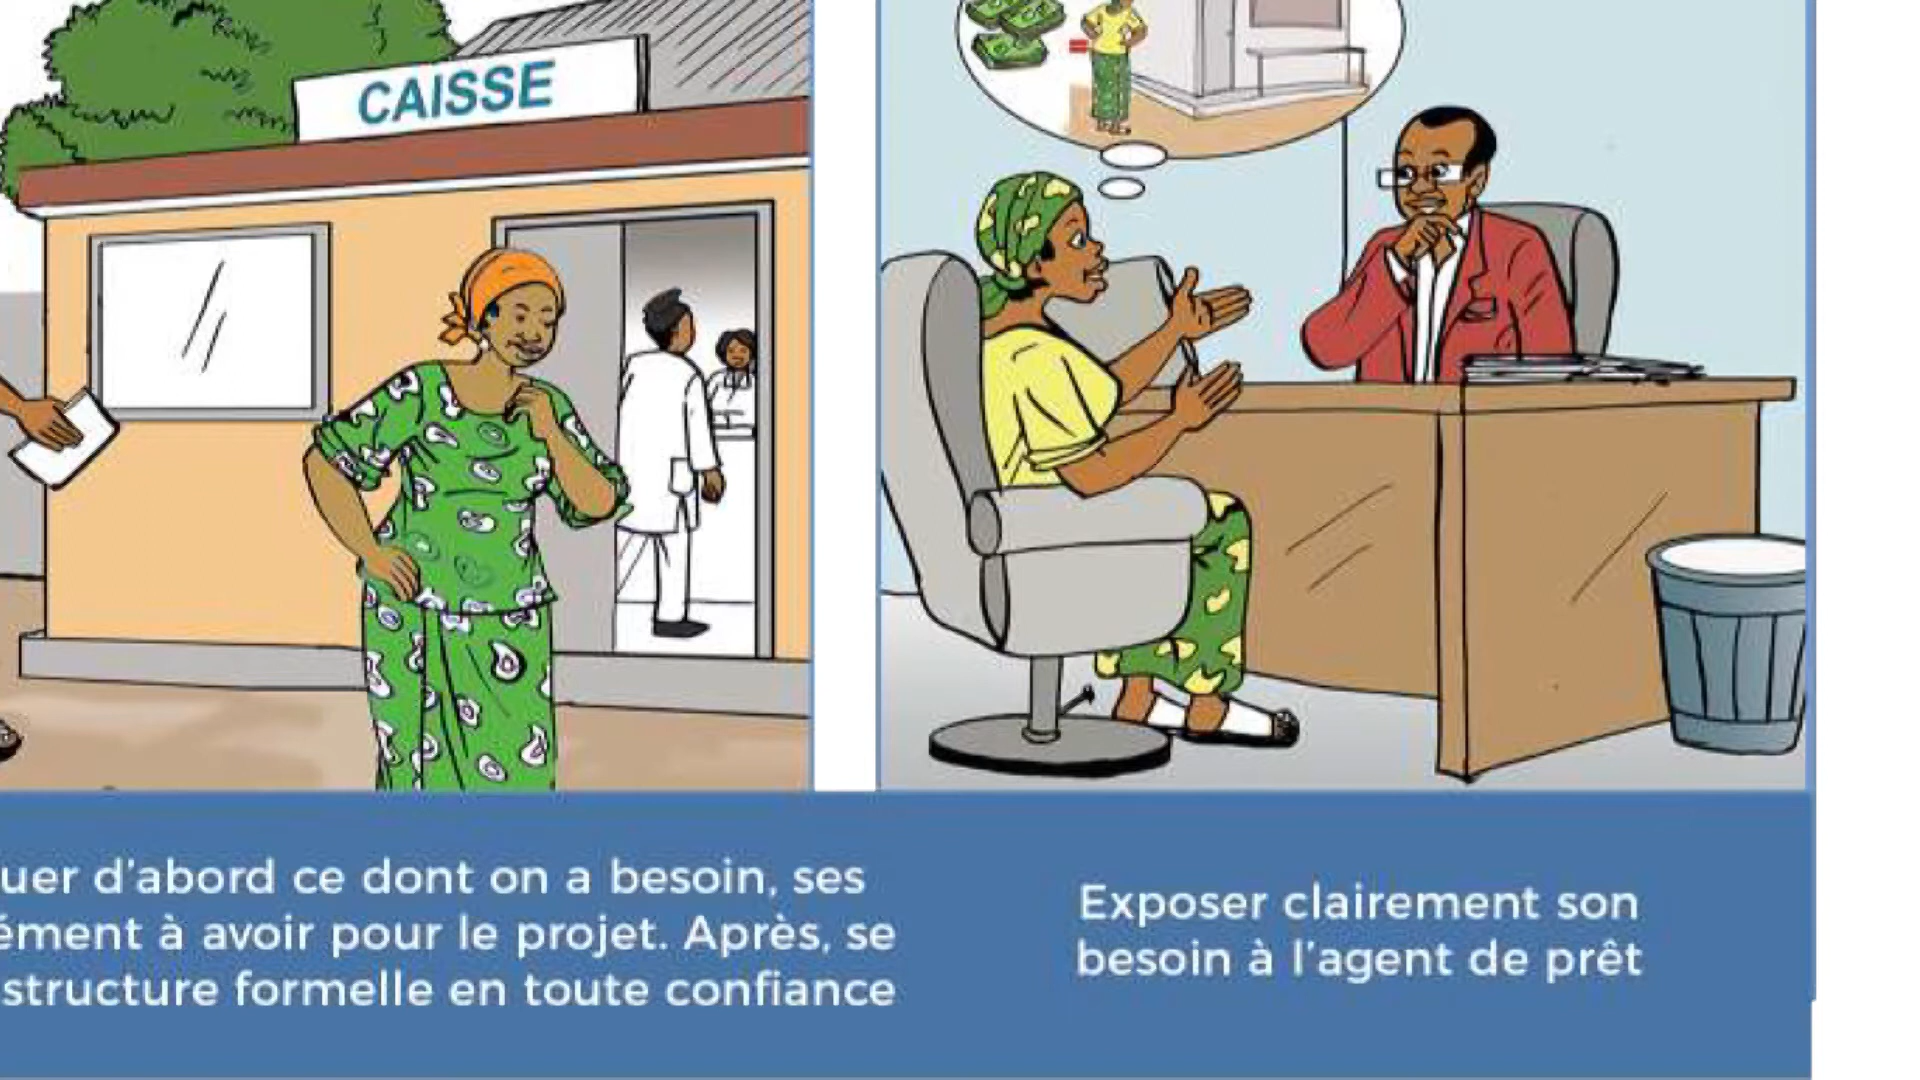 CAISSE
uer d'abord ce dont on a besoin, ses
ément à avoir pour le projet. Après, se
structure formelle en toute confiance
Exposer clairement son
besoin à l'agent de prêt